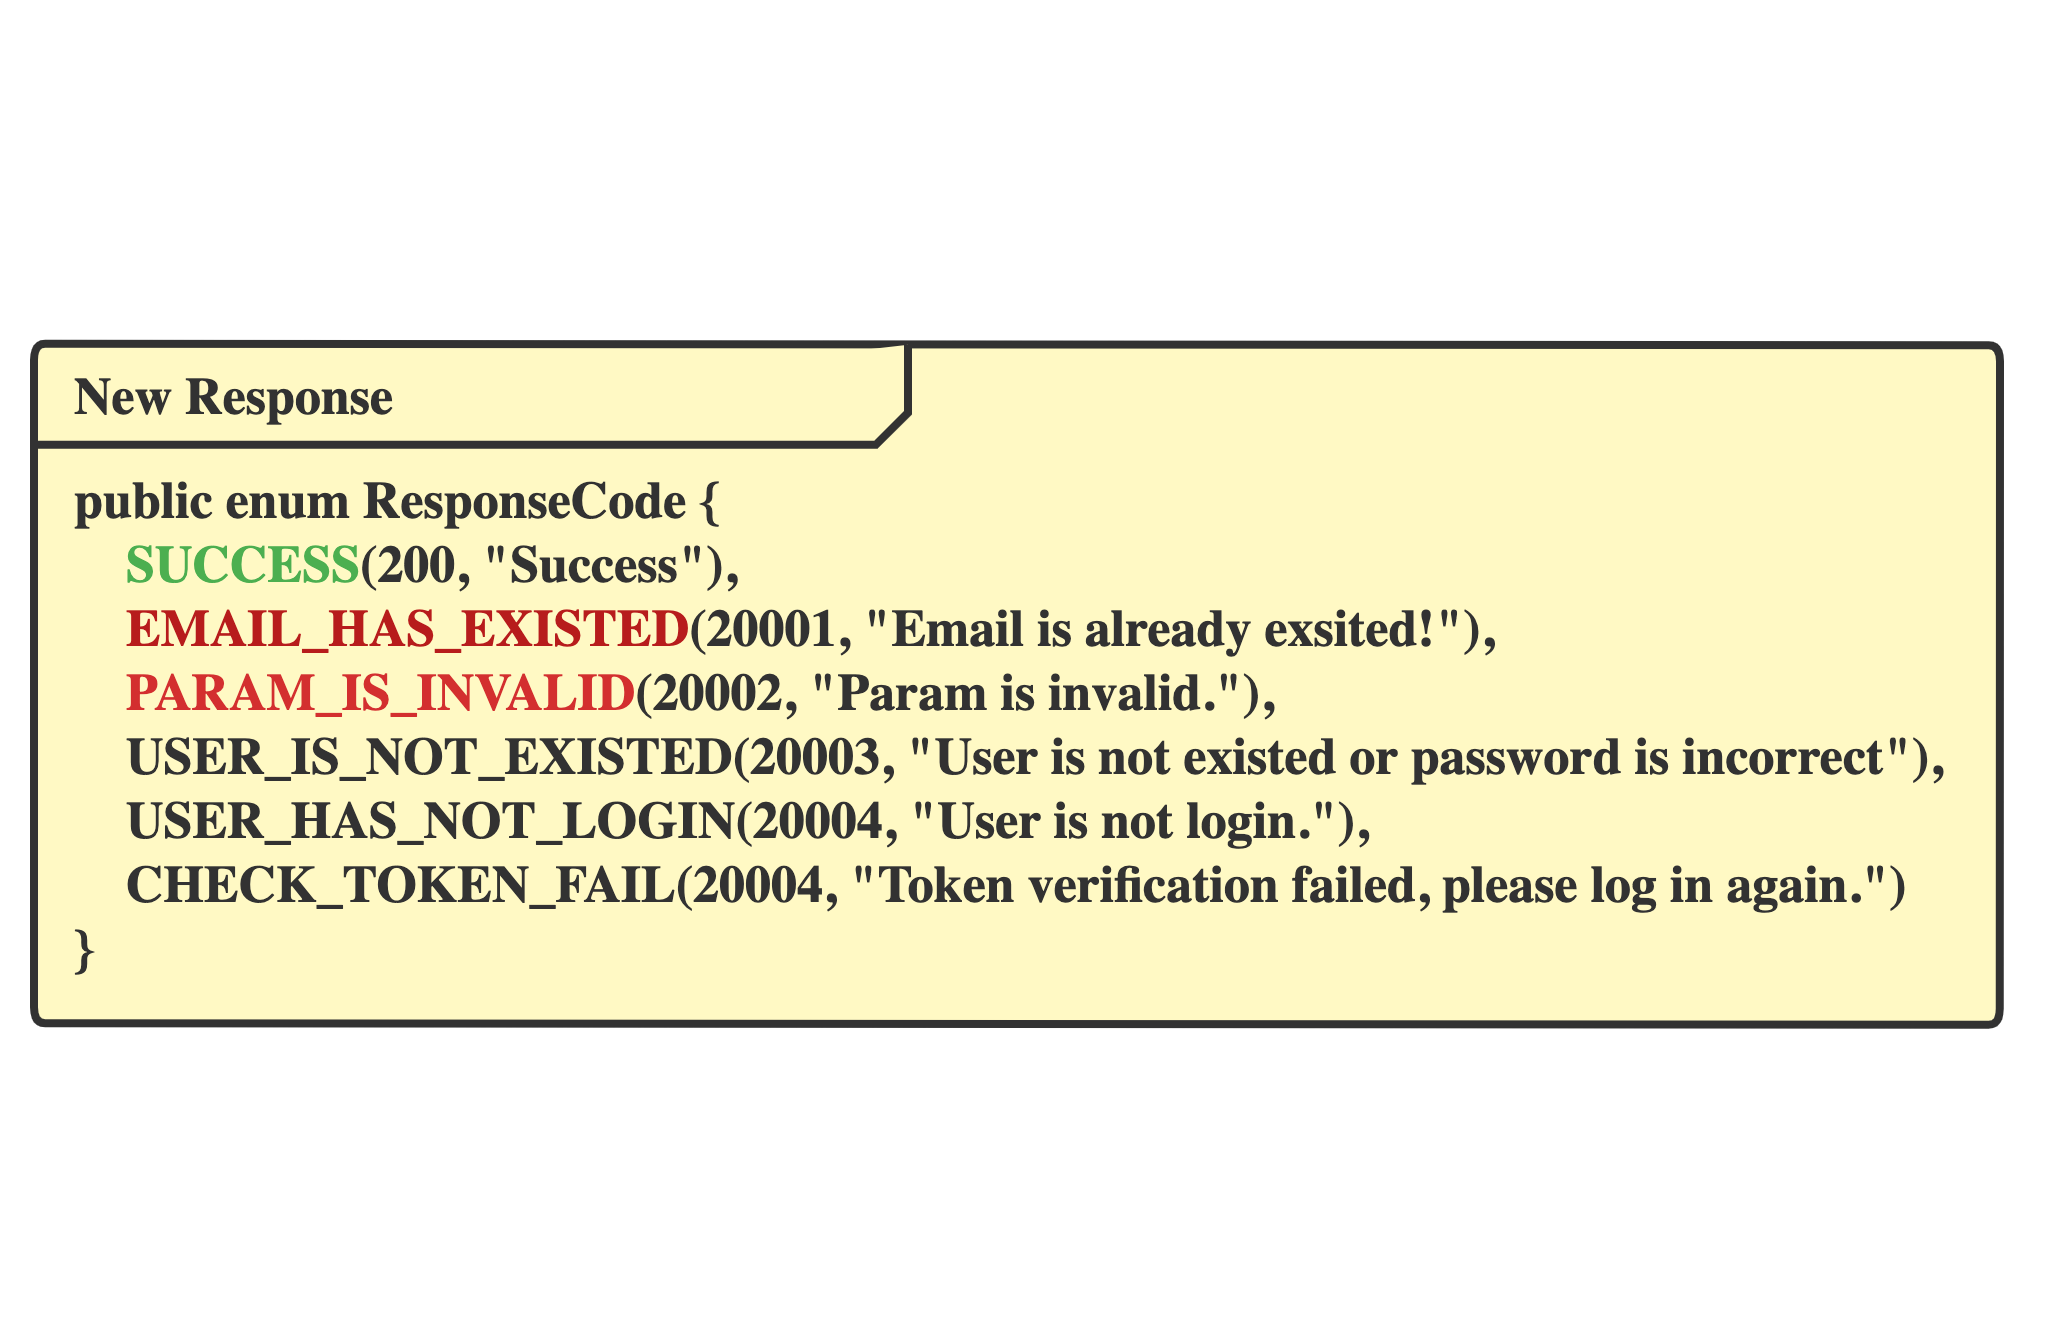 New Response
public enum ResponseCode {
SUCCESS(200, "Success"),
EMAIL_HAS_EXISTED(20001, "Email is already exsited!"),
PARAM_IS_INVALID(20002, "Param is invalid."),
USER_IS_NOT_EXISTED(20003, "User is not existed or password is incorrect"),
USER_HAS_NOT_LOGIN(20004, "User is not login."),
CHECK_TOKEN_FAIL(20004, "Token verification failed, please log in again.")
}